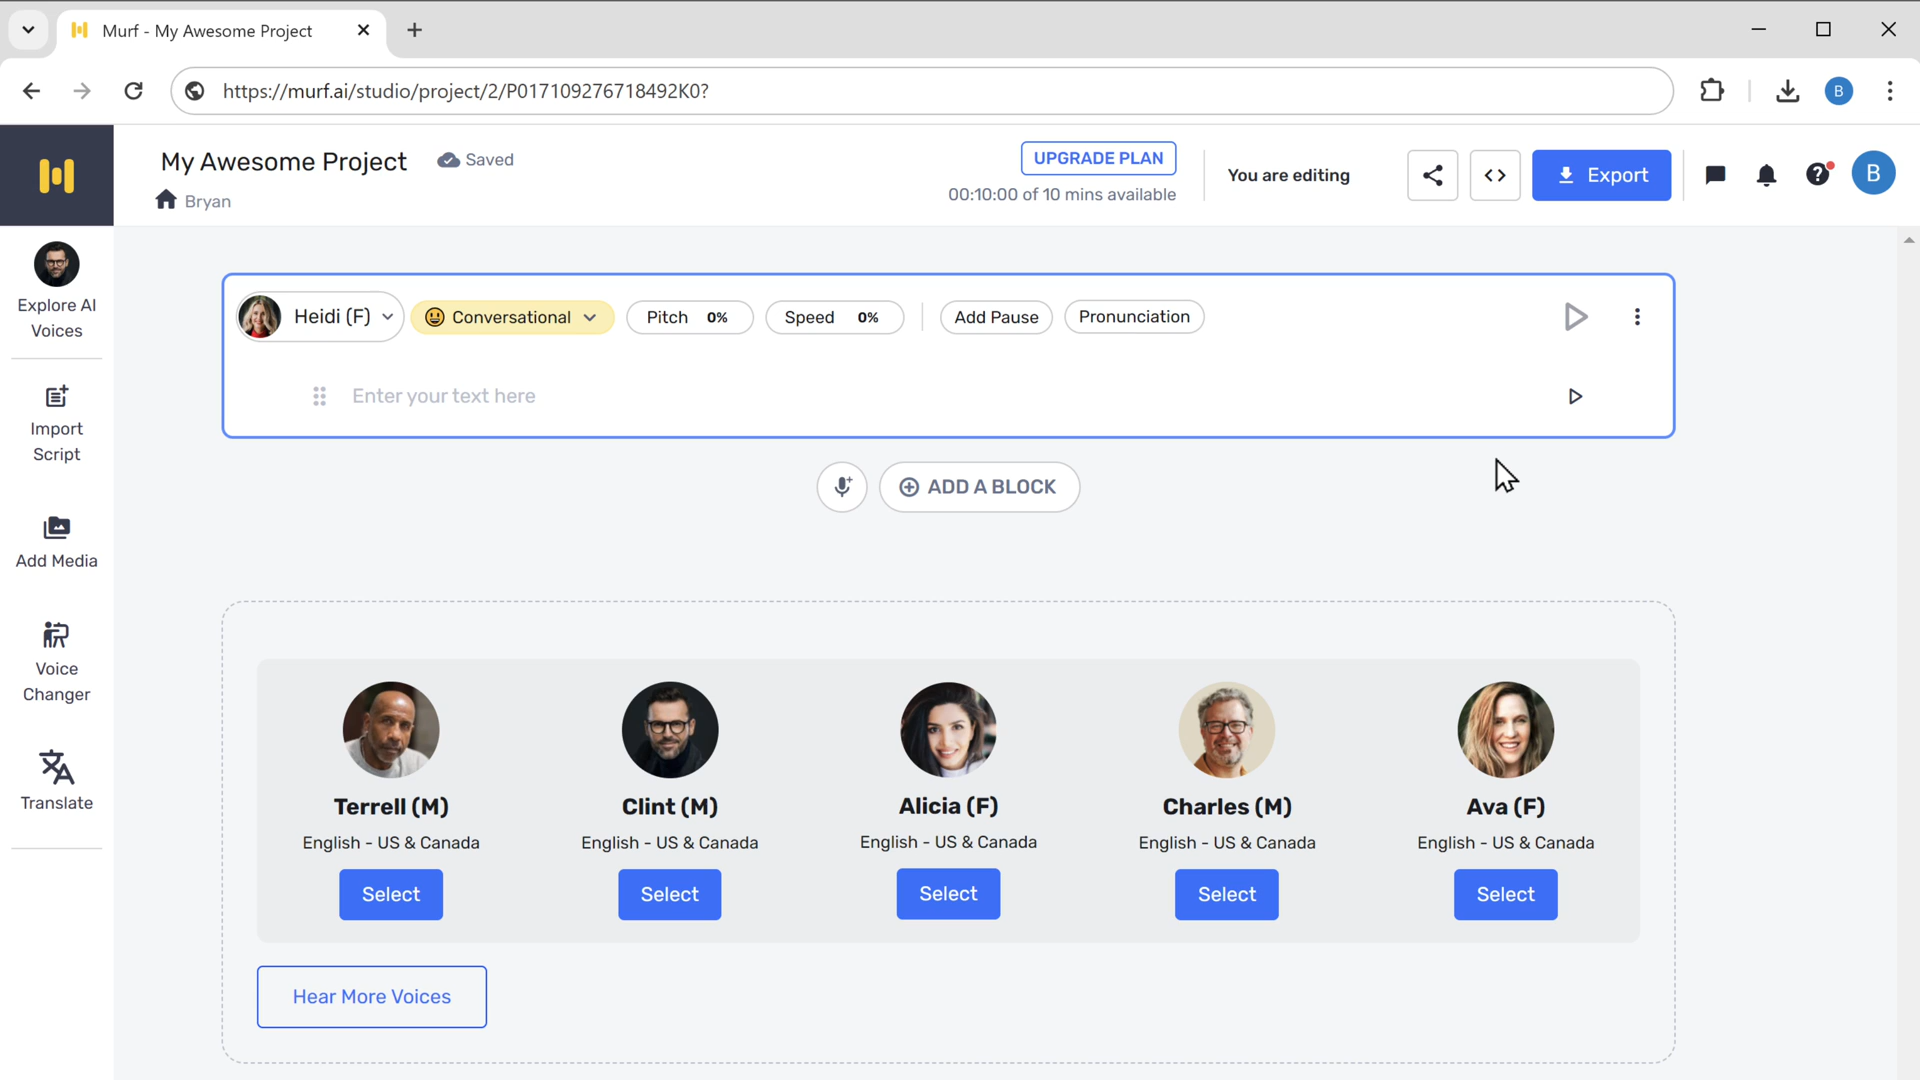 Murf - My Awesome Project
https://murf.ai/studio/project/2/P017109276718492K0?
B
My Awesome Project
Saved
Bryan
UPGRADE PLAN
00:10:00 of 10 mins available
You are editing
Export
B
Explore AI
Voices
Import
Script
Add Media
Voice
Changer
Translate
Heidi (F)
Conversational
Pitch 0%
Speed 0%
Add Pause
Pronunciation
Enter your text here
ADD A BLOCK
Terrell (M)
English - US & Canada
Select
Clint (M)
English - US & Canada
Select
Alicia (F)
English - US & Canada
Select
Charles (M)
English - US & Canada
Select
Ava (F)
English - US & Canada
Select
Hear More Voices